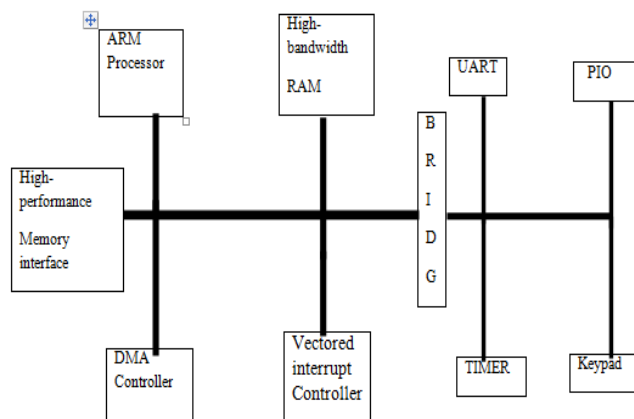 ARM
Processor
High-
bandwidth
RAM
UART
PIO
High-
performance
Memory
interface
B
R
I
D
G
DMA
Controller
Vectored
interrupt
Controller
TIMER
Keypad